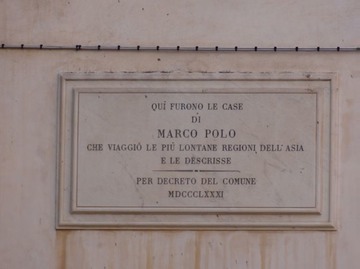 QUÌ FURONO LE CASE
DI
MARCO POLO
CHE VIAGGIÒ LE PIÙ LONTANE REGIONI DELL'ASIA
E LE DESCRISSE
PER DECRETO DEL COMUNE
MDCCCLXXXI